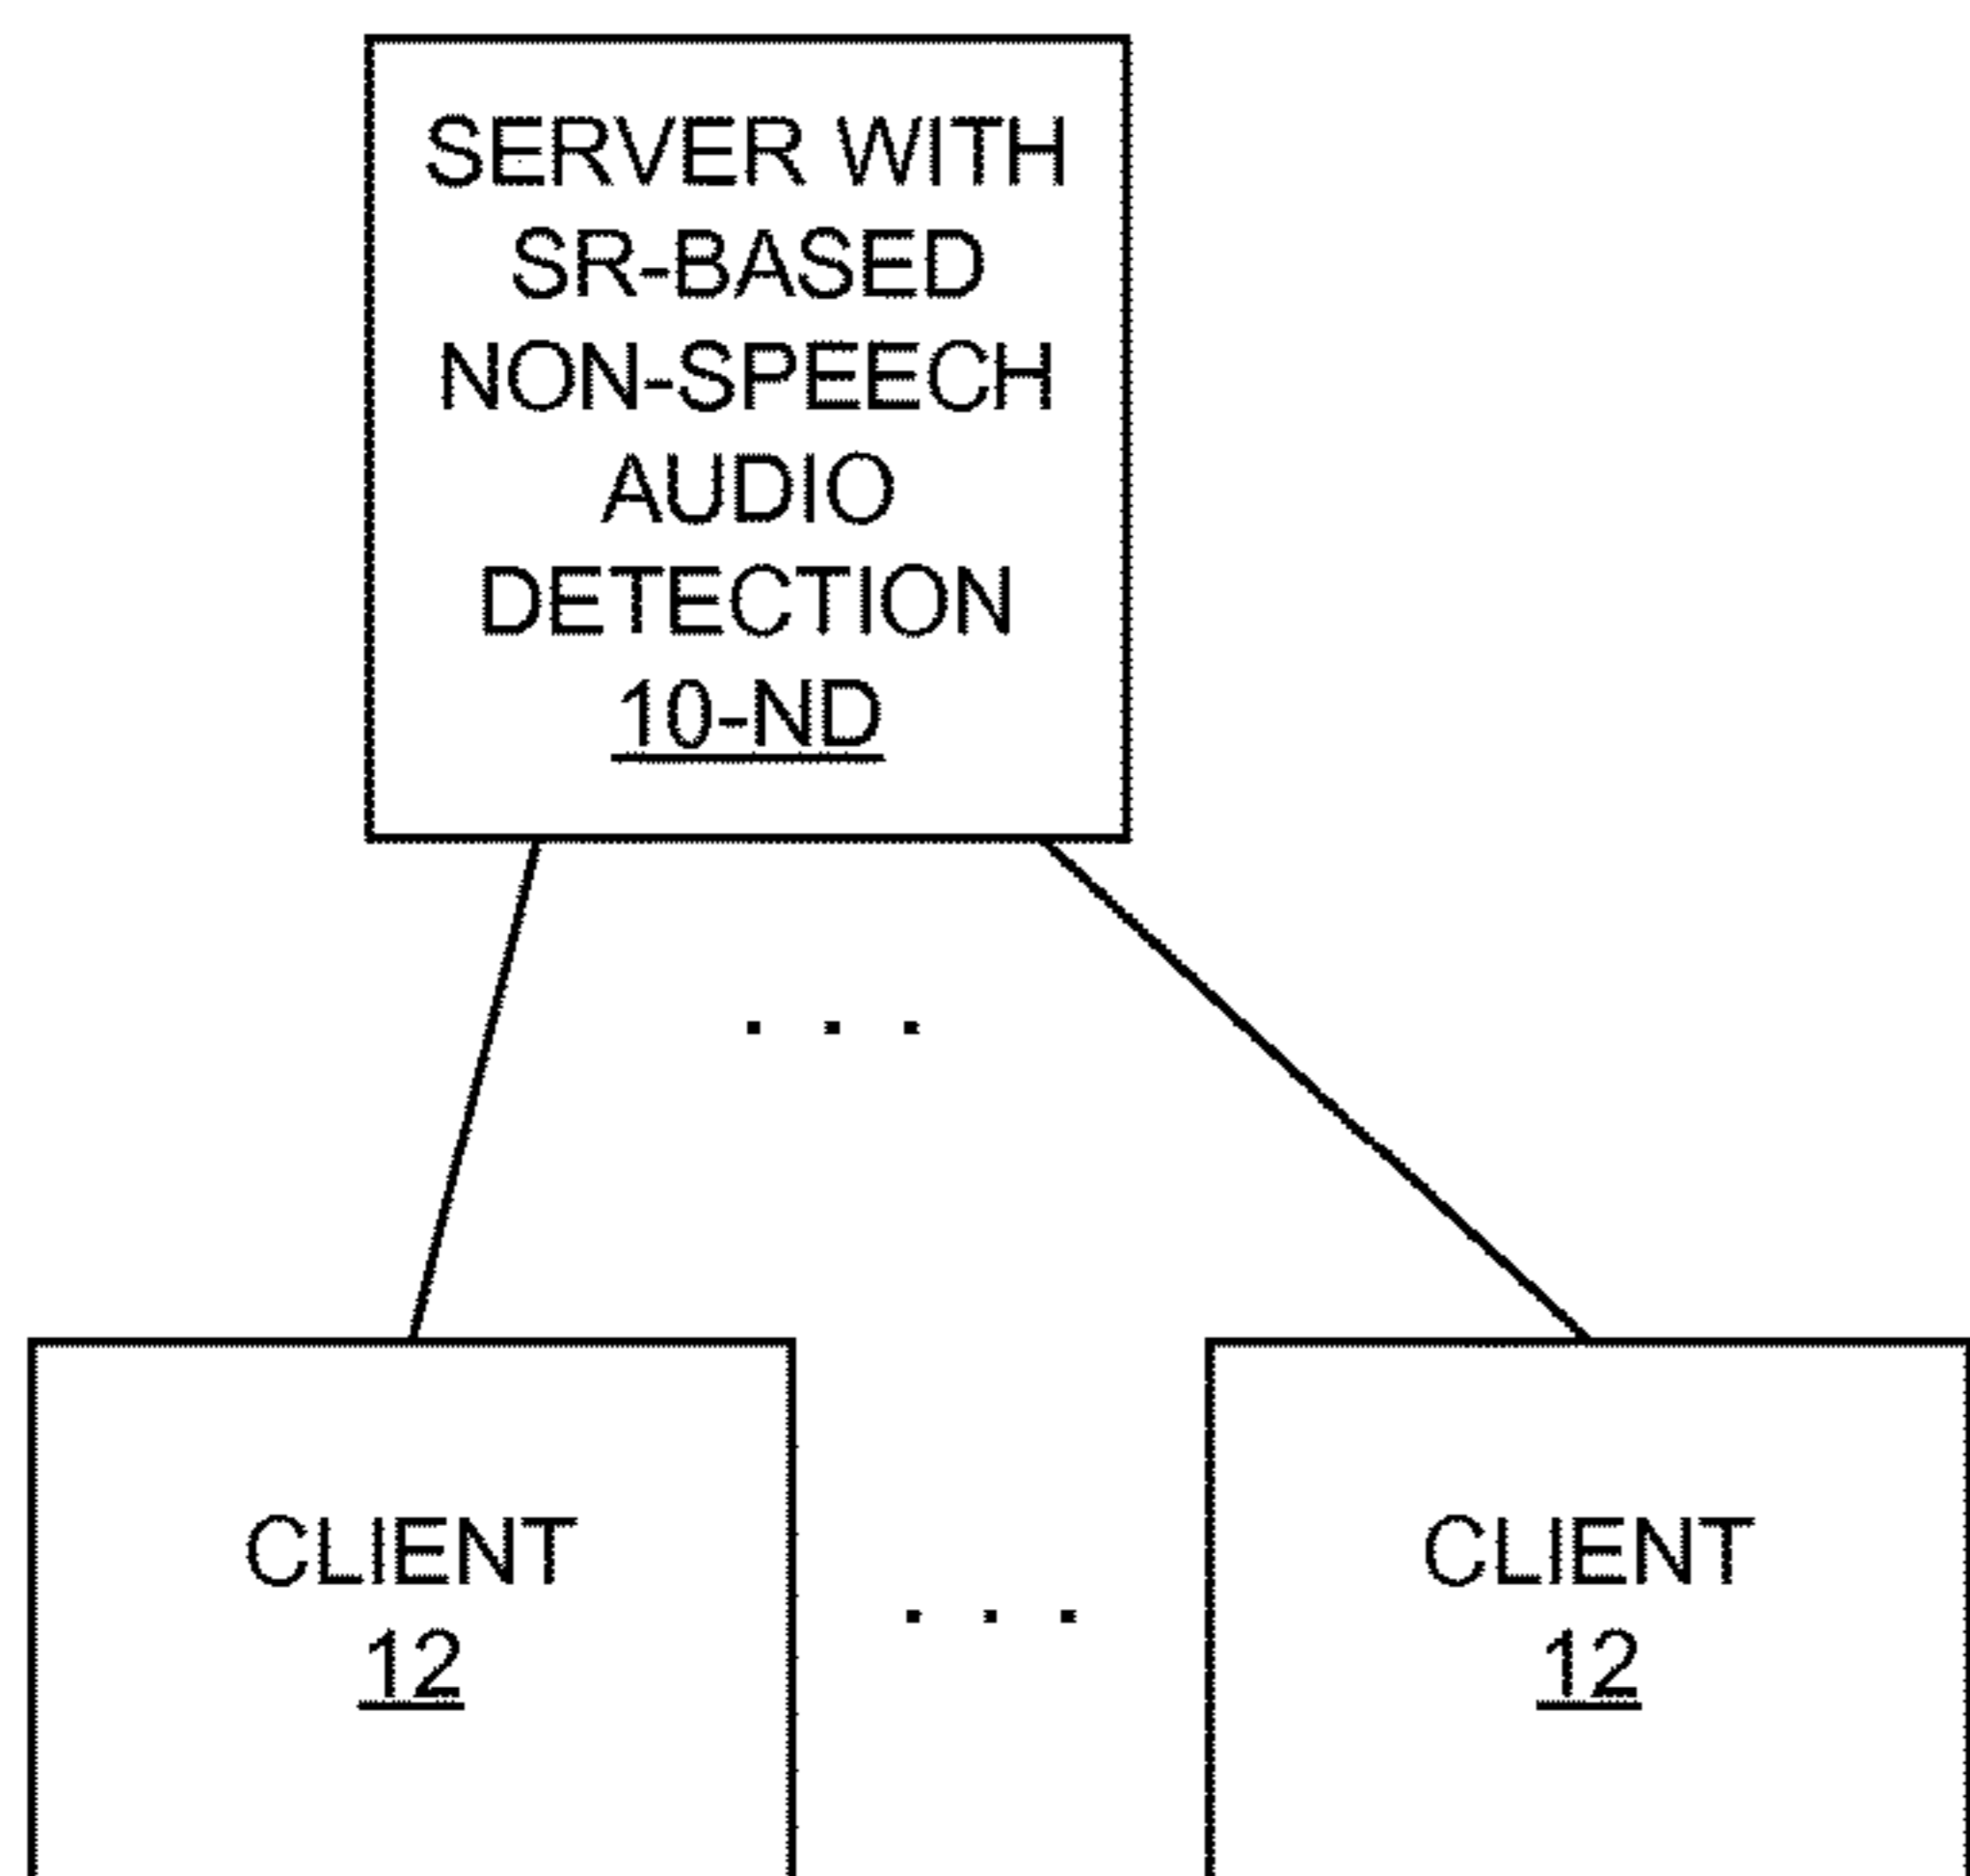 SERVER WITH
SR-BASED
NON-SPEECH
AUDIO
DETECTION
10-ND
. . .
CLIENT
12
. . .
CLIENT
12